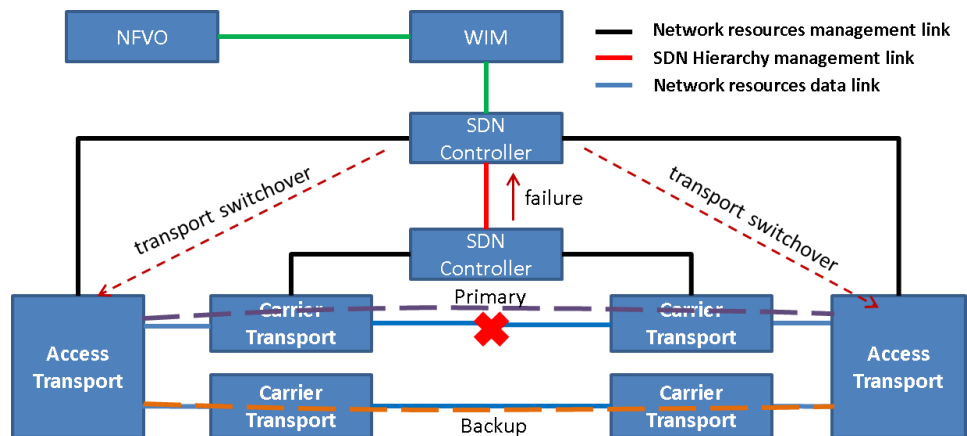 NFVO
WIM
Network resources management link
SDN Hierarchy management link
Network resources data link
SDN
Controller
transport switchover
failure
transport switchover
SDN
Controller
Primary
Access
Transport
Carrier
Transport
Carrier
Transport
Access
Transport
Carrier
Transport
Carrier
Transport
Backup